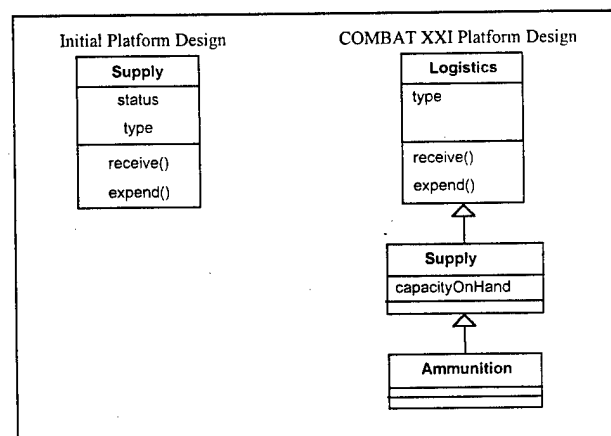 Initial Platform Design
Supply
status
type
receive()
expend()
COMBAT XXI Platform Design
Logistics
type
receive()
expend()
Supply
capacityOnHand
Ammunition